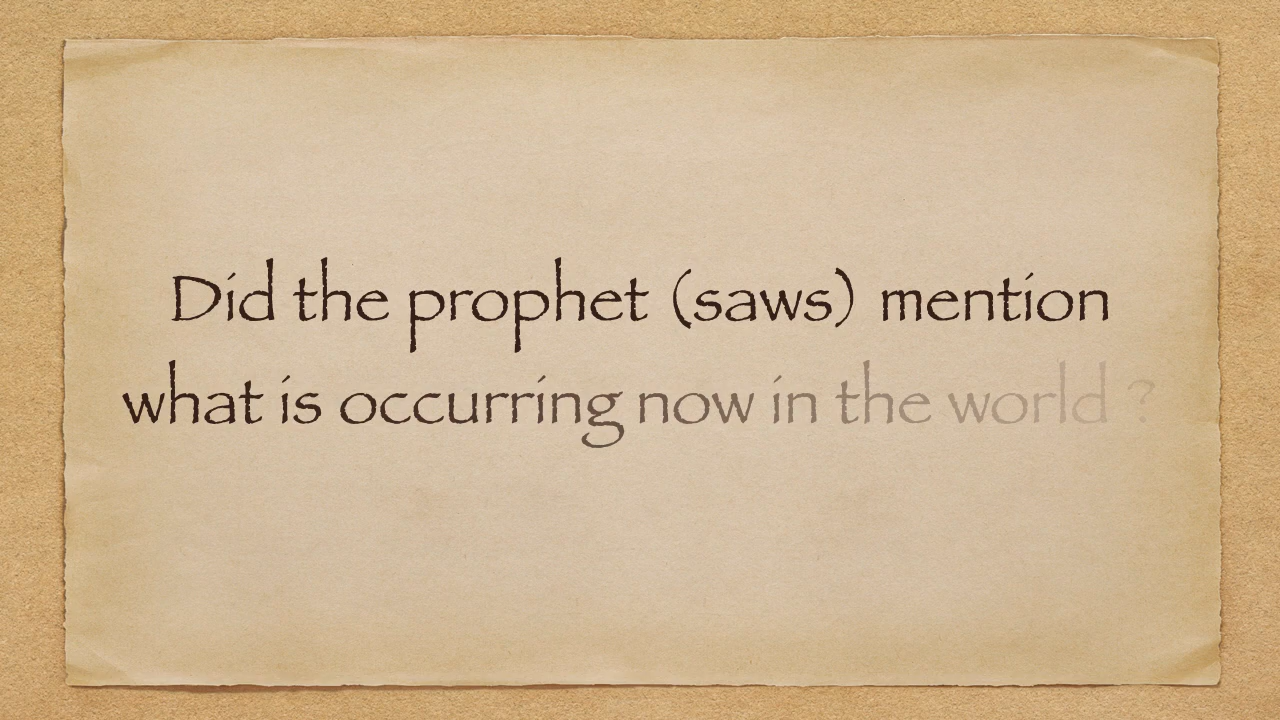 Did the prophet (saws) mention
what is occurring now in the world ?